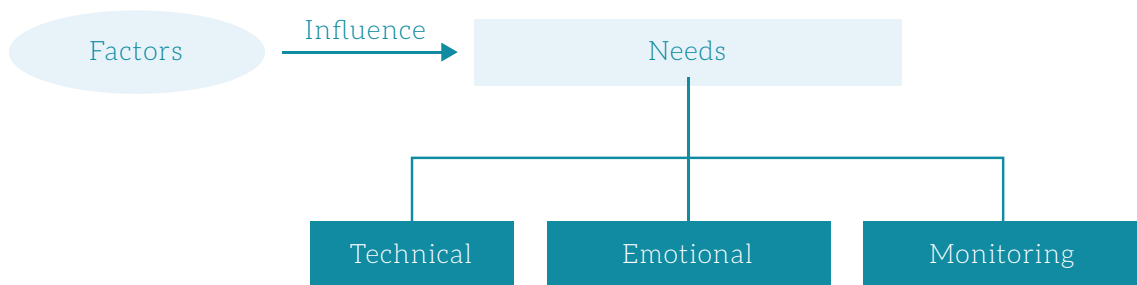 Influence
Factors
Needs
Technical
Emotional
Monitoring